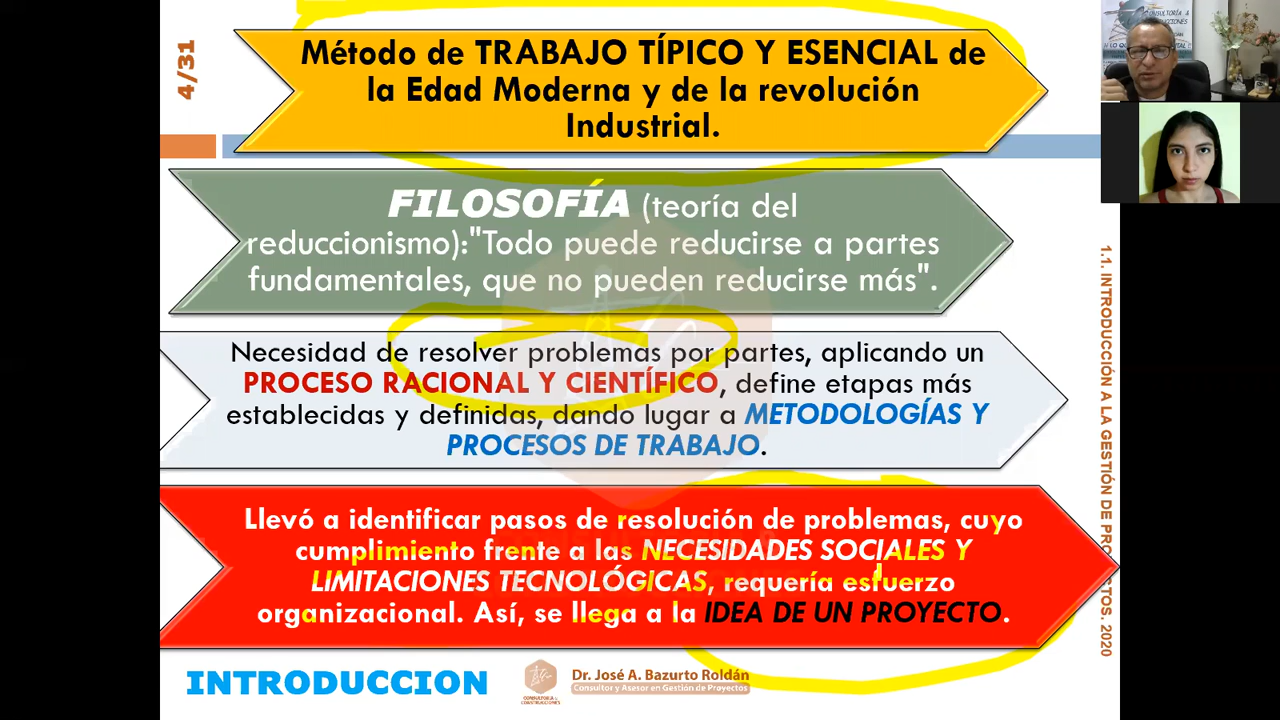 4/31
Método de TRABAJO TÍPICO Y ESENCIAL de
la Edad Moderna y de la revolución
Industrial.
FILOSOFÍA (teoría del
reduccionismo):"Todo puede reducirse a partes
fundamentales, que no pueden reducirse más".
Necesidad de resolver problemas por partes, aplicando un
PROCESO RACIONAL Y CIENTÍFICO, define etapas más
establecidas y definidas, dando lugar a METODOLOGÍAS Y
PROCESOS DE TRABAJO.
Llevó a identificar pasos de resolución de problemas, cuyo
cumplimiento frente a las NECESIDADES SOCIALES Y
LIMITACIONES TECNOLÓGICAS, requería esfuerzo
organizacional. Así, se llega a la IDEA DE UN PROYECTO.
1.1. INTRODUCCIÓN A LA GESTIÓN DE PROYECTOS. 2020
INTRODUCCION
CONSULTORÍA &
CONSTRUCCIONES
Dr. José A. Bazurto Roldán
Consultor y Asesor en Gestión de Proyectos